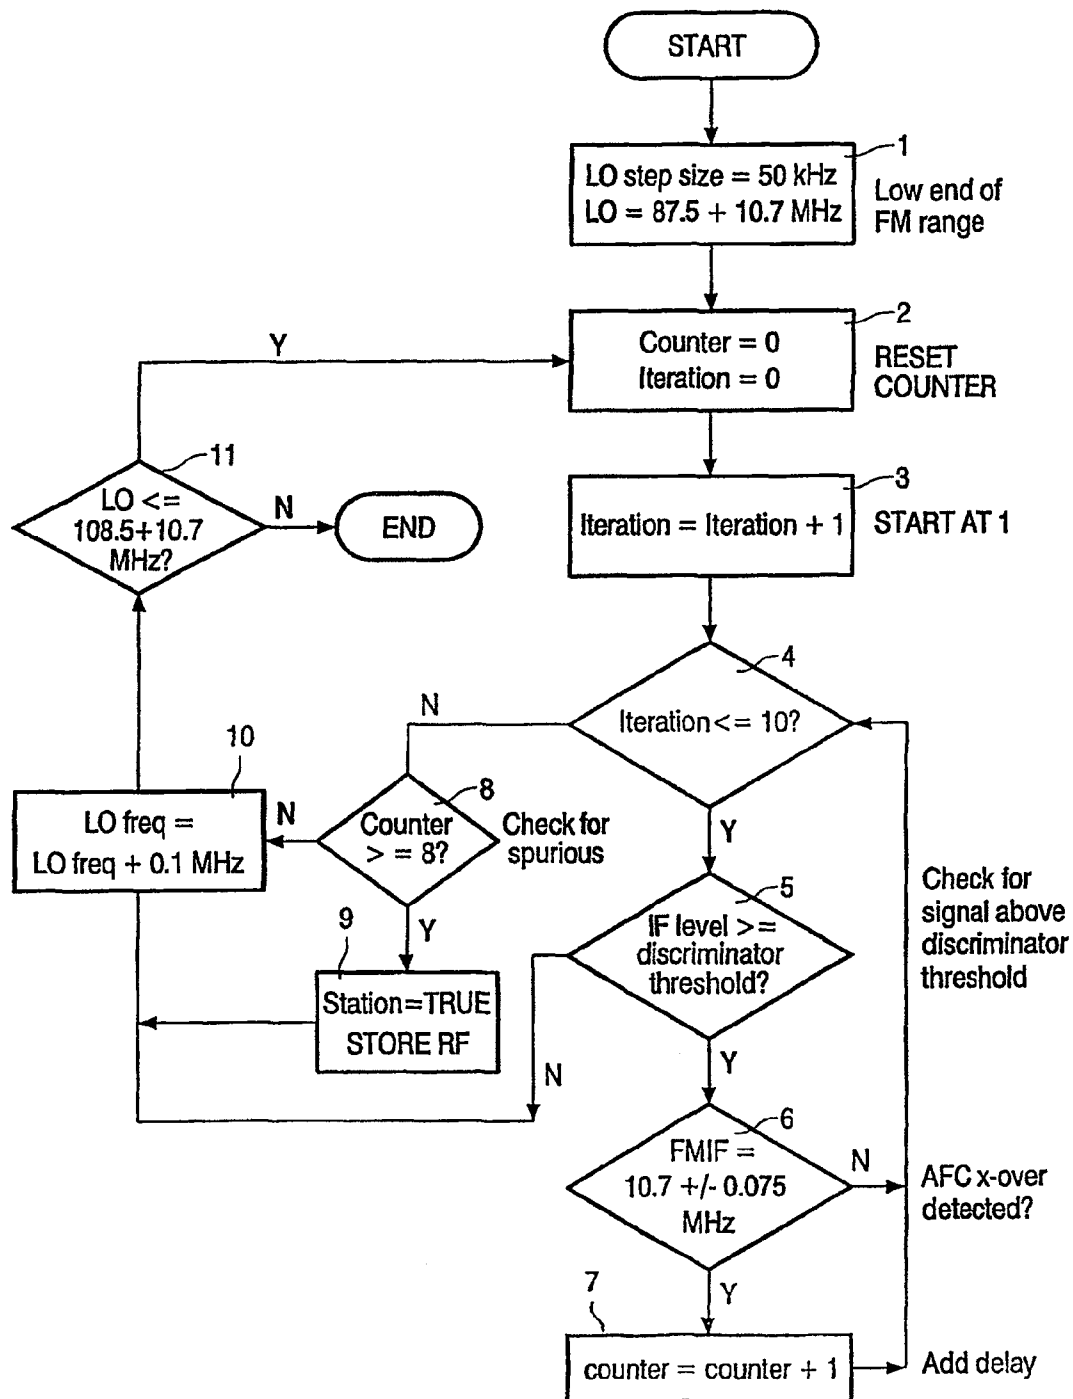 START
1
LO step size = 50 kHz
LO = 87.5 + 10.7 MHz
Low end of
FM range
2
Counter = 0
Iteration = 0
RESET
COUNTER
Y
11
LO <=
108.5+10.7
MHz?
N
END
3
Iteration = Iteration + 1
START AT 1
4
Iteration <= 10?
N
Y
10
LO freq =
LO freq + 0.1 MHz
N
8
Counter
> = 8?
Check for
spurious
Y
9
Station=TRUE
STORE RF
5
IF level >=
discriminator
threshold?
Check for
signal above
discriminator
threshold
N
Y
6
FMIF =
10.7 +/- 0.075
MHz
N
AFC x-over
detected?
Y
7
counter = counter + 1
Add delay